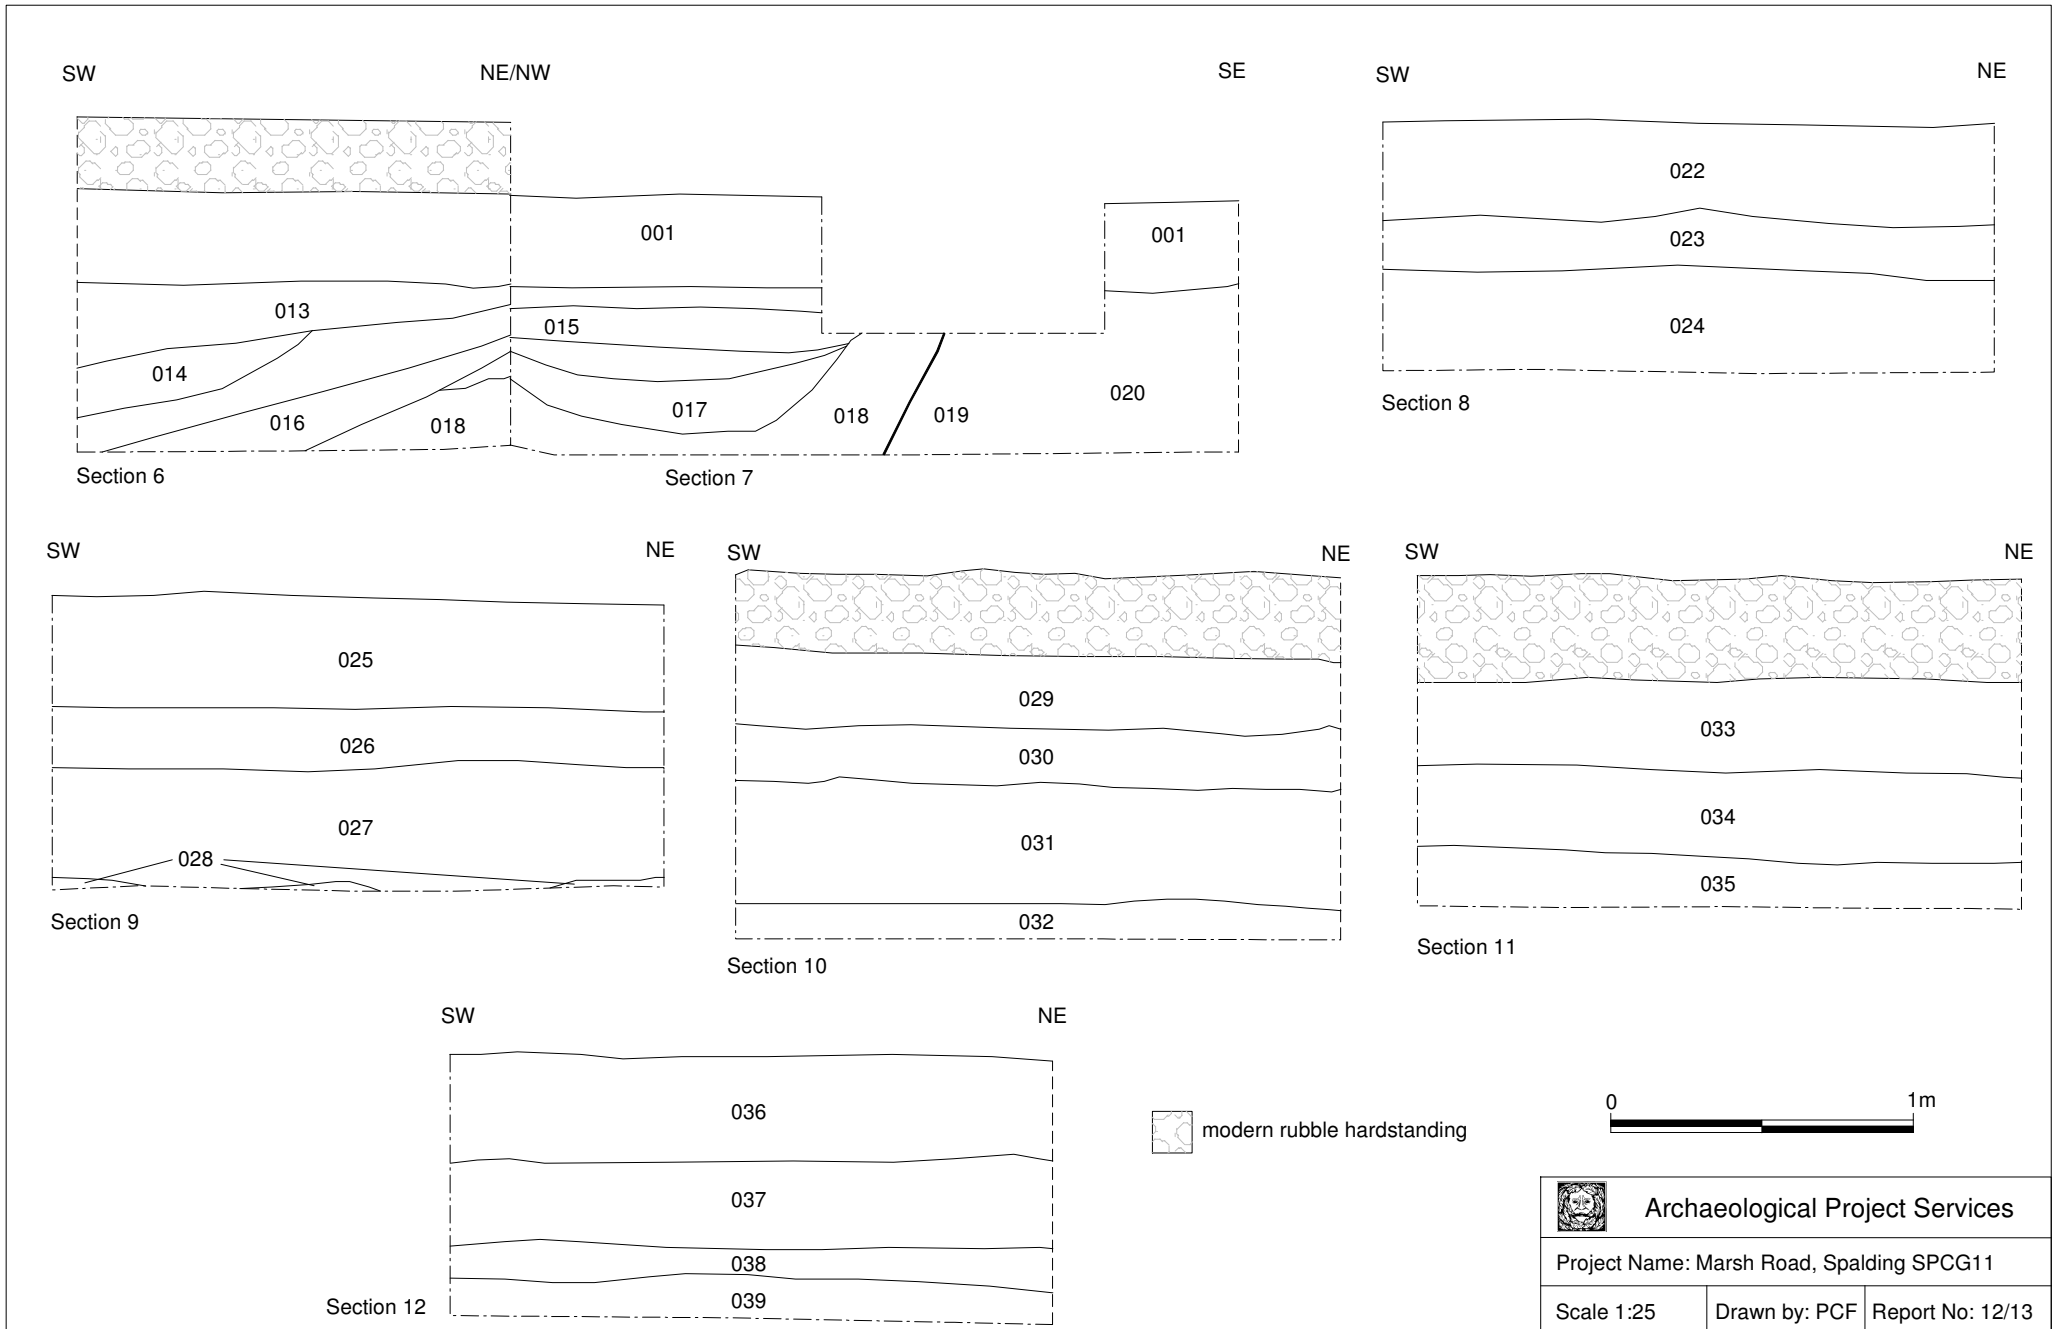 SW NE/NW SE SW NE
001
001
013
015
014
016
017
018
018
019
020
Section 6
Section 7
022
023
024
Section 8
SW NE SW NE SW NE
025
026
027
028
Section 9
029
030
031
032
Section 10
033
034
035
Section 11
SW NE
036
037
038
039
Section 12
modern rubble hardstanding
0 1m
Archaeological Project Services
Project Name: Marsh Road, Spalding SPCG11
Scale 1:25 Drawn by: PCF Report No: 12/13